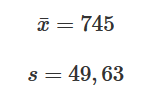 x̄ = 745
s = 49,63